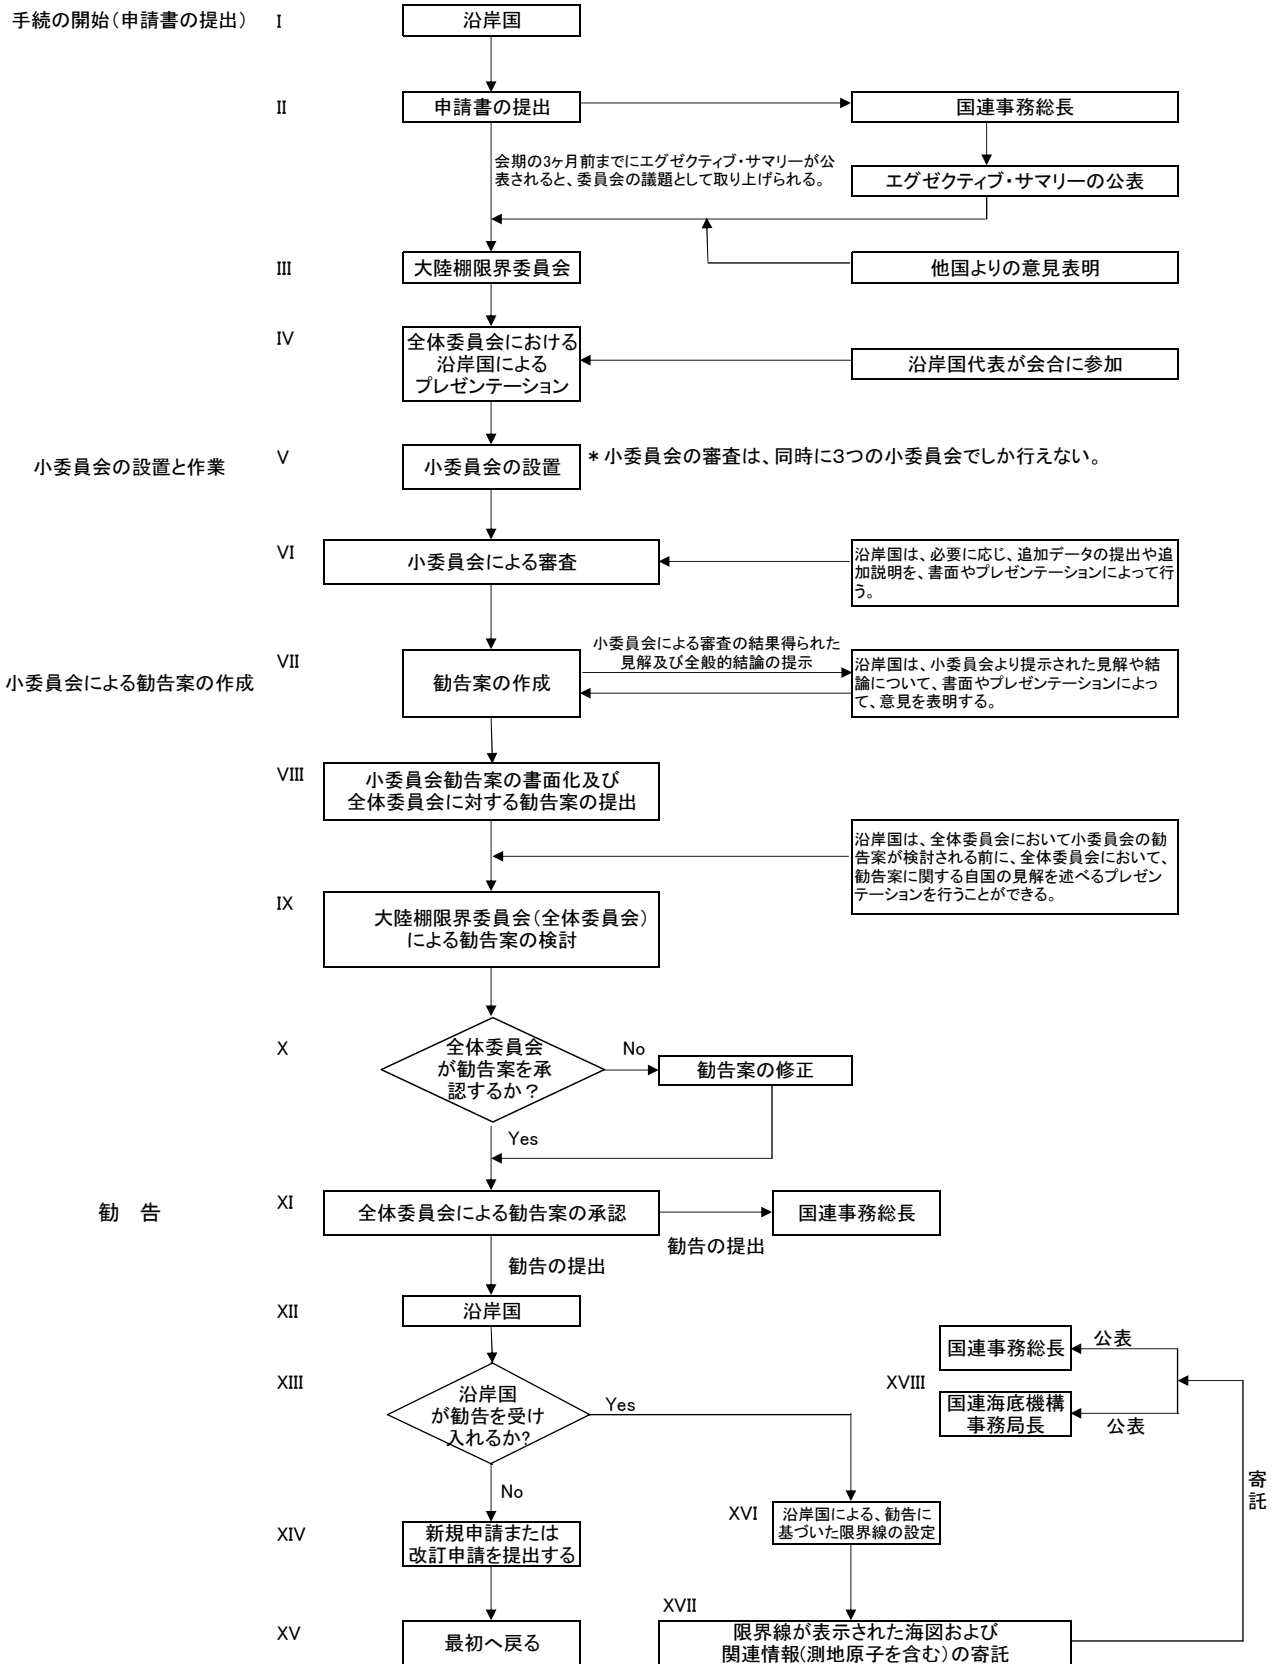 手続の開始(申請書の提出)
I
沿岸国
II
申請書の提出
国連事務総長
会期の3ヶ月前までにエグゼクティブ・サマリーが公
表されると、委員会の議題として取り上げられる。
エグゼクティブ・サマリーの公表
III
大陸棚限界委員会
他国よりの意見表明
IV
全体委員会における
沿岸国による
プレゼンテーション
沿岸国代表が会合に参加
小委員会の設置と作業
V
小委員会の設置
* 小委員会の審査は、同時に3つの小委員会でしか行えない。
VI
小委員会による審査
沿岸国は、必要に応じ、追加データの提出や追
加説明を、書面やプレゼンテーションによって行
う。
小委員会による勧告案の作成
VII
勧告案の作成
小委員会による審査の結果得られた
見解及び全般的結論の提示
沿岸国は、小委員会より提示された見解や結
論について、書面やプレゼンテーションによっ
て、意見を表明する。
VIII
小委員会勧告案の書面化及び
全体委員会に対する勧告案の提出
沿岸国は、全体委員会において小委員会の勧
告案が検討される前に、全体委員会において、
勧告案に関する自国の見解を述べるプレゼン
テーションを行うことができる。
IX
大陸棚限界委員会(全体委員会)
による勧告案の検討
X
全体委員会
が勧告案を承
認するか?
No
勧告案の修正
Yes
勧 告
XI
全体委員会による勧告案の承認
国連事務総長
勧告の提出
勧告の提出
XII
沿岸国
XIII
沿岸国
が勧告を受け
入れるか?
Yes
No
XVIII
国連事務総長
公表
国連海底機構
事務局長
公表
寄託
XIV
新規申請または
改訂申請を提出する
XVI
沿岸国による、勧告に
基づいた限界線の設定
XV
最初へ戻る
XVII
限界線が表示された海図および
関連情報(測地原子を含む)の寄託